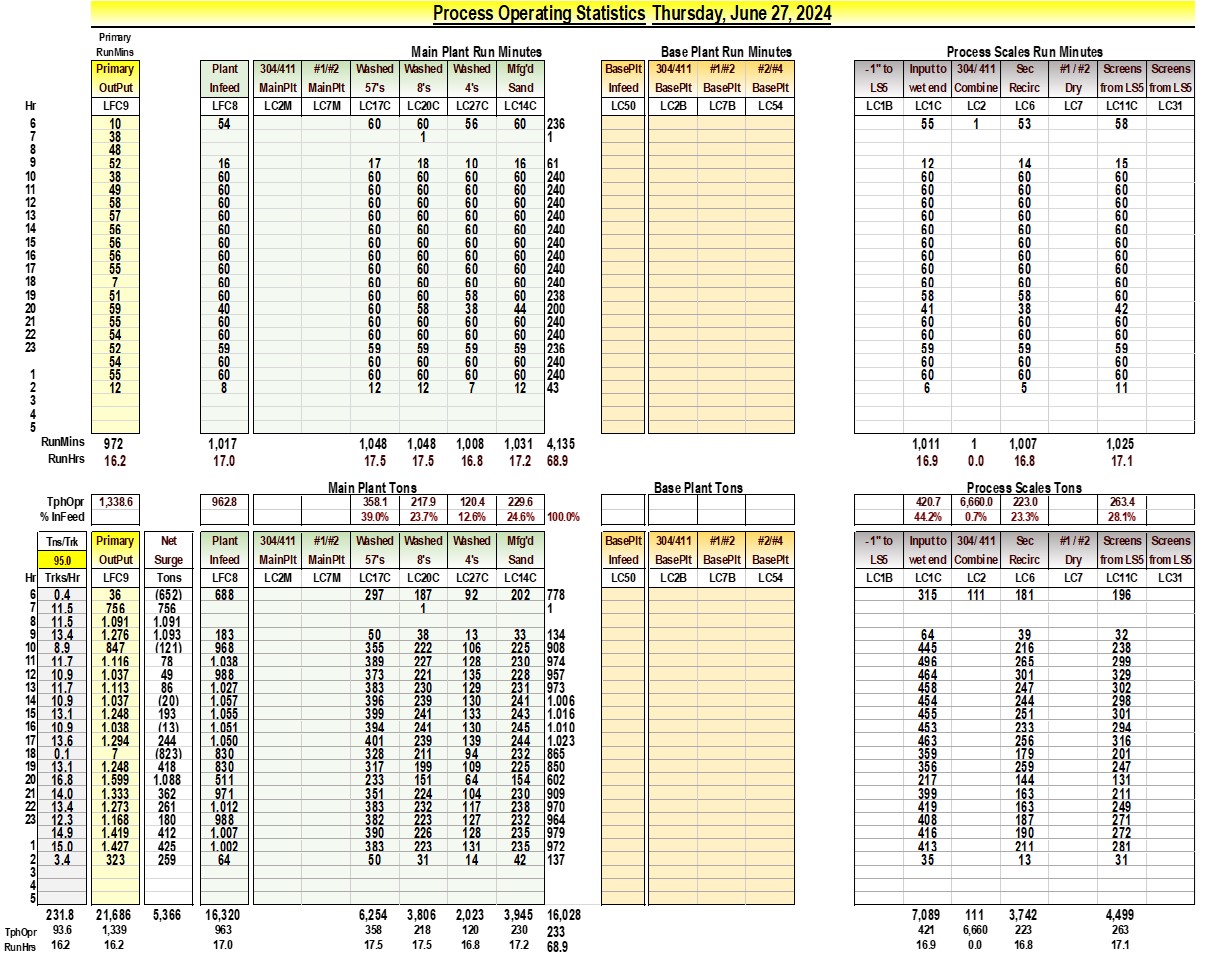 Process Operating Statistics Thursday, June 27, 2024
Primary
RunMins Main Plant Run Minutes Base Plant Run Minutes Process Scales Run Minutes
Primary Plant 304/411 #1/#2 Washed Washed Washed Mfg'd BasePlt 304/411 #1/#2 #2/#4 -1" to Input to 304/ 411 Sec #1 / #2 Screens Screens
OutPut Infeed MainPlt MainPlt 57's 8's 4's Sand Infeed BasePlt BasePlt BasePlt LS5 wet end Combine Recirc Dry from LS5 from LS5
Hr LFC9 LFC8 LC2M LC7M LC17C LC20C LC27C LC14C LC50 LC2B LC7B LC54 LC1B LC1C LC2 LC6 LC7 LC11C LC31
6 10 54 60 60 56 60 236 55 1 53 58
7 38 1 1
8 48
9 52 16 17 18 10 16 61 12 14 15
10 38 60 60 60 60 60 240 60 60 60
11 49 60 60 60 60 60 240 60 60 60
12 58 60 60 60 60 60 240 60 60 60
13 57 60 60 60 60 60 240 60 60 60
14 56 60 60 60 60 60 240 60 60 60
15 56 60 60 60 60 60 240 60 60 60
16 56 60 60 60 60 60 240 60 60 60
17 55 60 60 60 60 60 240 60 60 60
18 7 60 60 60 60 60 240 60 60 60
19 51 60 60 60 58 60 238 58 58 60
20 59 40 60 58 38 44 200 41 38 42
21 55 60 60 60 60 60 240 60 60 60
22 54 60 60 60 60 60 240 60 60 60
23 52 59 59 59 59 59 236 59 59 59
54 60 60 60 60 60 240 60 60 60
1 55 60 60 60 60 60 240 60 60 60
2 12 8 12 12 7 12 43 6 5 11
3
4
5
RunMins 972 1,017 1,048 1,048 1,008 1,031 4,135 1,011 1 1,007 1,025
RunHrs 16.2 17.0 17.5 17.5 16.8 17.2 68.9 16.9 0.0 16.8 17.1
Main Plant Tons Base Plant Tons Process Scales Tons
TphOpr 1,338.6 962.8 358.1 217.9 120.4 229.6 420.7 6,660.0 223.0 263.4
% InFeed 39.0% 23.7% 12.6% 24.6% 100.0% 44.2% 0.7% 23.3% 28.1%
Tns/Trk Primary Net Plant 304/411 #1/#2 Washed Washed Washed Mfg'd BasePlt 304/411 #1/#2 #2/#4 -1" to Input to 304/ 411 Sec #1 / #2 Screens Screens
95.0 OutPut Surge Infeed MainPlt MainPlt 57's 8's 4's Sand Infeed BasePlt BasePlt BasePlt LS5 wet end Combine Recirc Dry from LS5 from LS5
Hr Trks/Hr LFC9 Tons LFC8 LC2M LC7M LC17C LC20C LC27C LC14C LC50 LC2B LC7B LC54 LC1B LC1C LC2 LC6 LC7 LC11C LC31
6 0.4 36 (652) 688 297 187 92 202 778 315 111 181 196
7 11.5 756 756 1 1
8 11.5 1.091 1.091
9 13.4 1.276 1.093 183 50 38 13 33 134 64 39 32
10 8.9 847 (121) 968 355 222 106 225 908 445 216 238
11 11.7 1.116 78 1.038 389 227 128 230 974 496 265 299
12 10.9 1.037 49 988 373 221 135 228 957 464 301 329
13 11.7 1.113 86 1.027 383 230 129 231 973 458 247 302
14 10.9 1.037 (20) 1.057 396 239 130 241 1.006 454 244 298
15 13.1 1.248 193 1.055 399 241 133 243 1.016 455 251 301
16 10.9 1.038 (13) 1.051 394 241 130 245 1.010 453 233 294
17 13.6 1.294 244 1.050 401 239 139 244 1.023 463 256 316
18 0.1 7 (823) 830 328 211 94 232 865 359 179 201
19 13.1 1.248 418 830 317 199 109 225 850 356 259 247
20 16.8 1.599 1.088 511 233 151 64 154 602 217 144 131
21 14.0 1.333 362 971 351 224 104 230 909 399 163 211
22 13.4 1.273 261 1.012 383 232 117 238 970 419 163 249
23 12.3 1.168 180 988 382 223 127 232 964 408 187 271
14.9 1.419 412 1.007 390 226 128 235 979 416 190 272
1 15.0 1.427 425 1.002 383 223 131 235 972 413 211 281
2 3.4 323 259 64 50 31 14 42 137 35 13 31
3
4
5
231.8 21,686 5,366 16,320 6,254 3,806 2,023 3,945 16,028 7,089 111 3,742 4,499
TphOpr 93.6 1,339 963 358 218 120 230 233 421 6,660 223 263
RunHrs 16.2 16.2 17.0 17.5 17.5 16.8 17.2 68.9 16.9 0.0 16.8 17.1